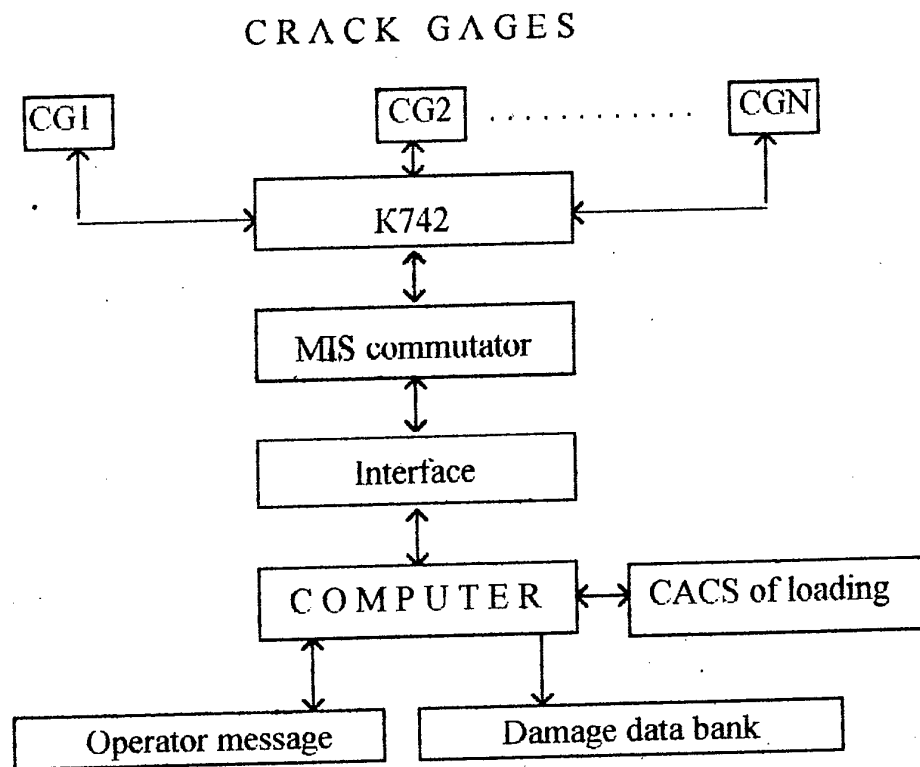 CRACK GAGES
CG1
CG2 . . . . . . . . . . . . CGN
K742
MIS commutator
Interface
COMPUTER
CACS of loading
Operator message
Damage data bank